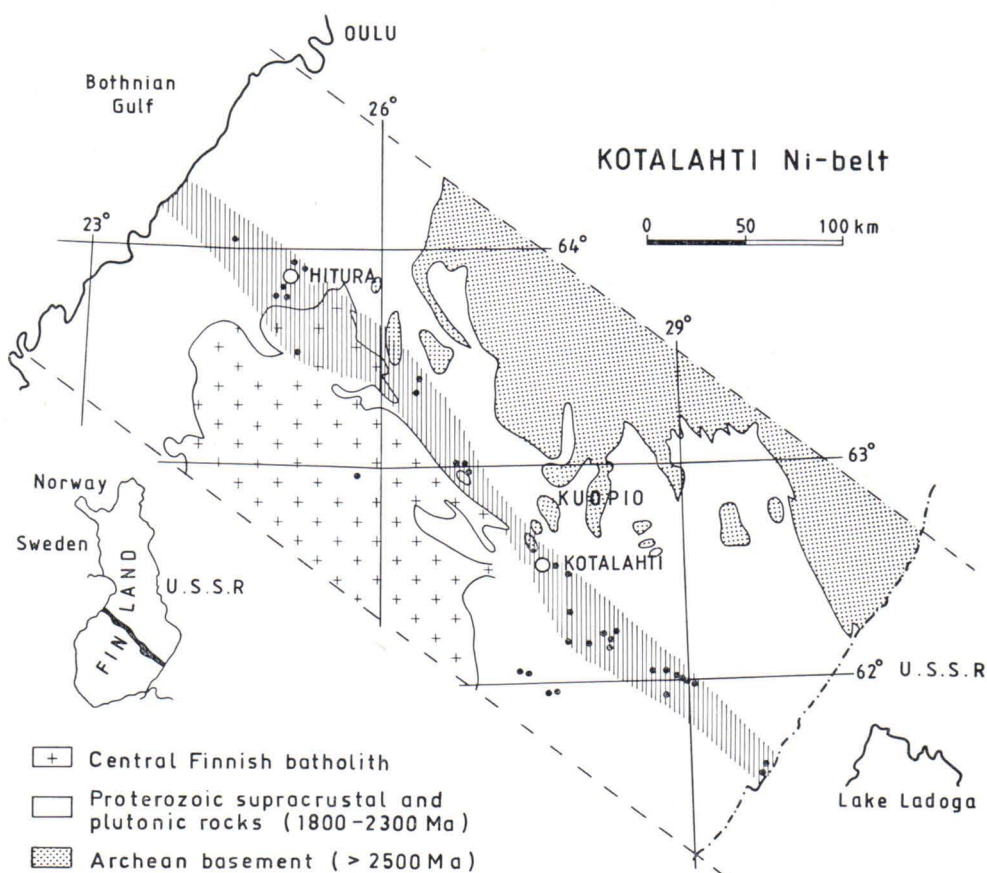 OULU
Bothnian
Gulf
26°
KOTALAHTI Ni-belt
0 50 100 km
23°
64°
HITURA
29°
63°
KUOPIO
Norway
Sweden
FINLAND
U.S.S.R
KOTALAHTI
62° U.S.S.R
Lake Ladoga
+ Central Finnish batholith
Proterozoic supracrustal and
plutonic rocks (1800-2300 Ma)
Archean basement (> 2500 Ma)